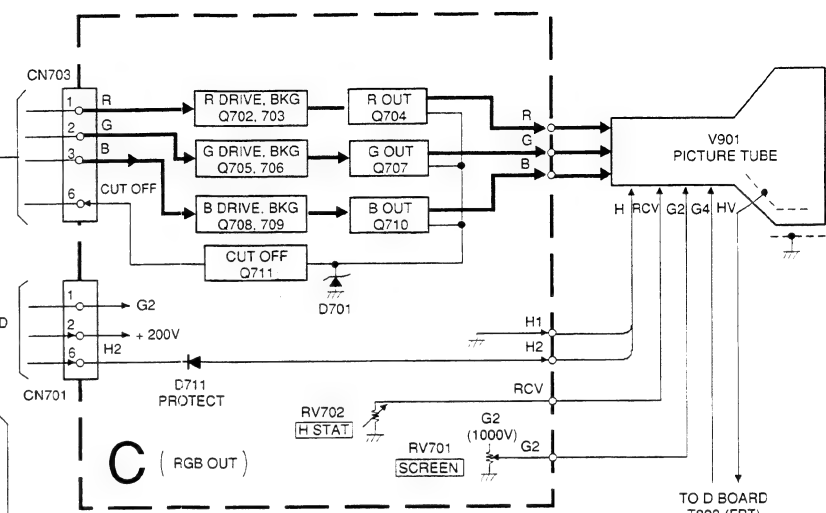 CN703
1
R
2
G
3
B
6
CUT OFF
R DRIVE, BKG
Q702, 703
R OUT
Q704
G DRIVE, BKG
Q705, 706
G OUT
Q707
B DRIVE, BKG
Q708, 709
B OUT
Q710
CUT OFF
Q711
D701
R
G
B
V901
PICTURE TUBE
H
RCV
G2
G4
HV
1
G2
2
+ 200V
6
H2
D
CN701
D711
PROTECT
H1
H2
RCV
RV702
H STAT
G2
(1000V)
RV701
SCREEN
G2
C ( RGB OUT )
TO D BOARD